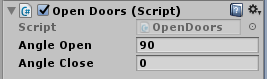 Open Doors (Script)
Script OpenDoors
Angle Open 90
Angle Close 0